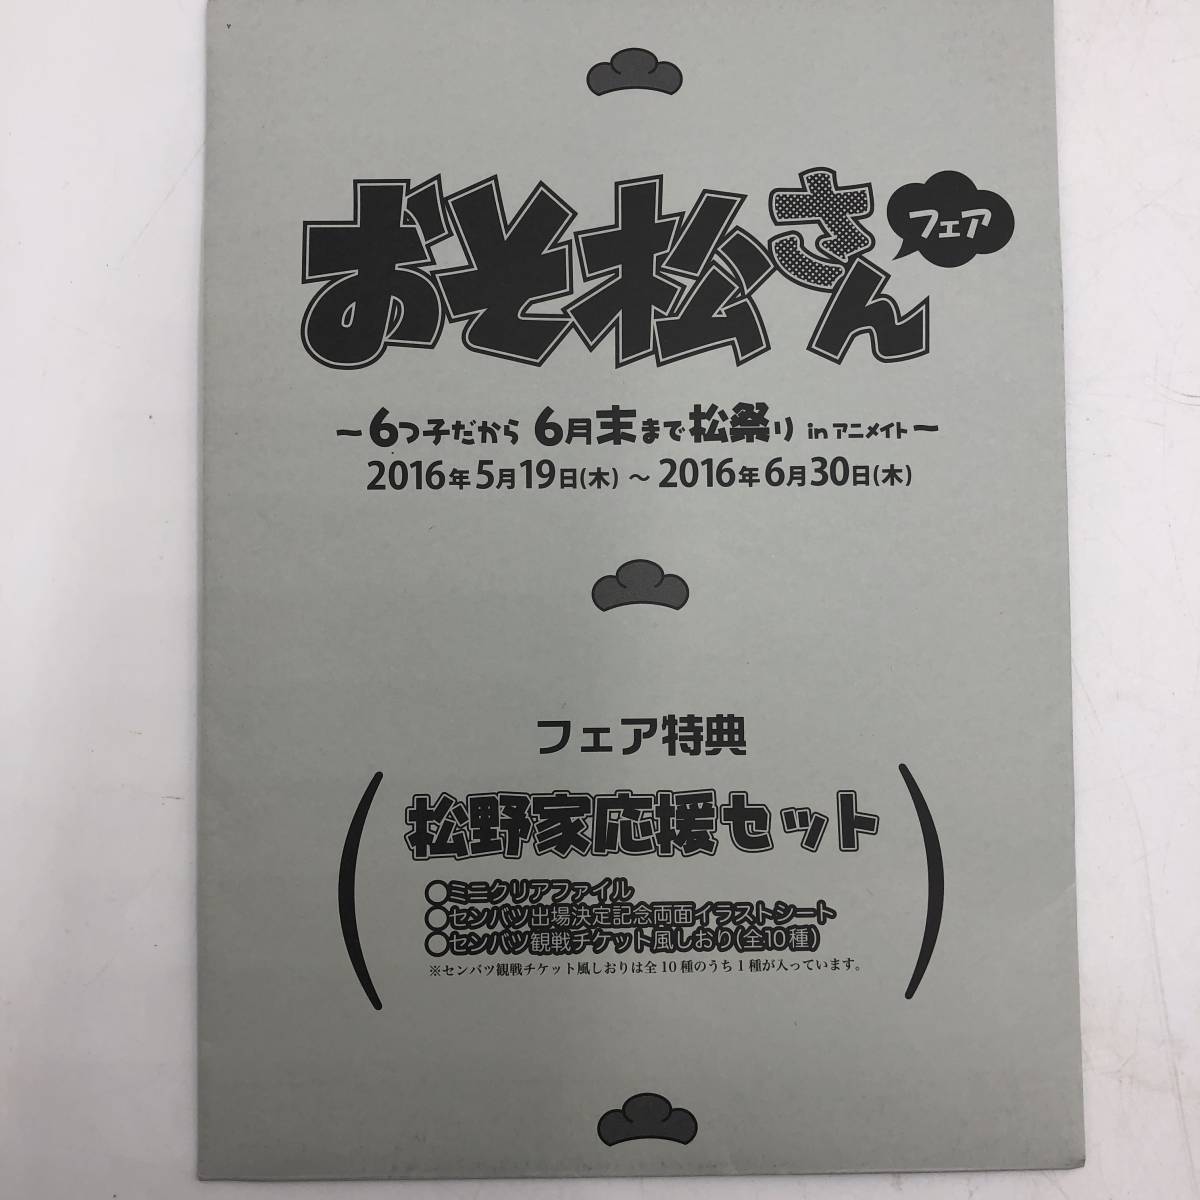 おそ松さん
フェア
～6つ子だから 6月末まで松祭り in アニメイト～
2016年5月19日(木) ～ 2016年6月30日(木)
フェア特典
松野家応援セット
●ミニクリアファイル
●センバツ出場決定記念両面イラストシート
●センバツ観戦チケット風しおり(全10種)
※センバツ観戦チケット風しおりは全10種のうち1種が入っています。